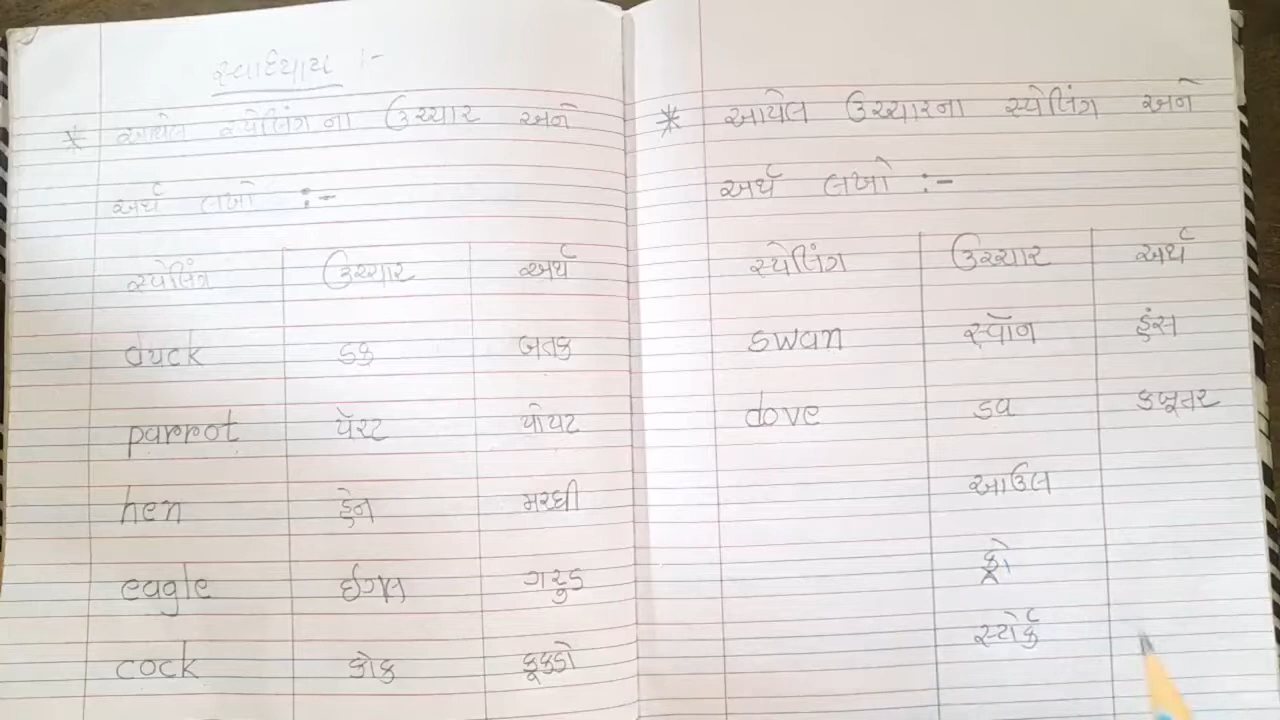 સ્વાધ્યાય :-
* આપેલ સ્પેલિંગ ના ઉચ્ચાર અને
અર્થ લખો :-
સ્પેલિંગ ઉચ્ચાર અર્થ
duck ડક બતક
parrot પૅરટ પોપટ
hen હેન મરઘી
eagle ઈગલ ગરુડ
cock કોક કૂકડો
* આપેલ ઉચ્ચારના સ્પેલિંગ અને
અર્થ લખો :-
સ્પેલિંગ ઉચ્ચાર અર્થ
swan સ્વૉન હંસ
dove ડવ કબૂતર
આઉલ
ક્રો
સ્ટોર્ક